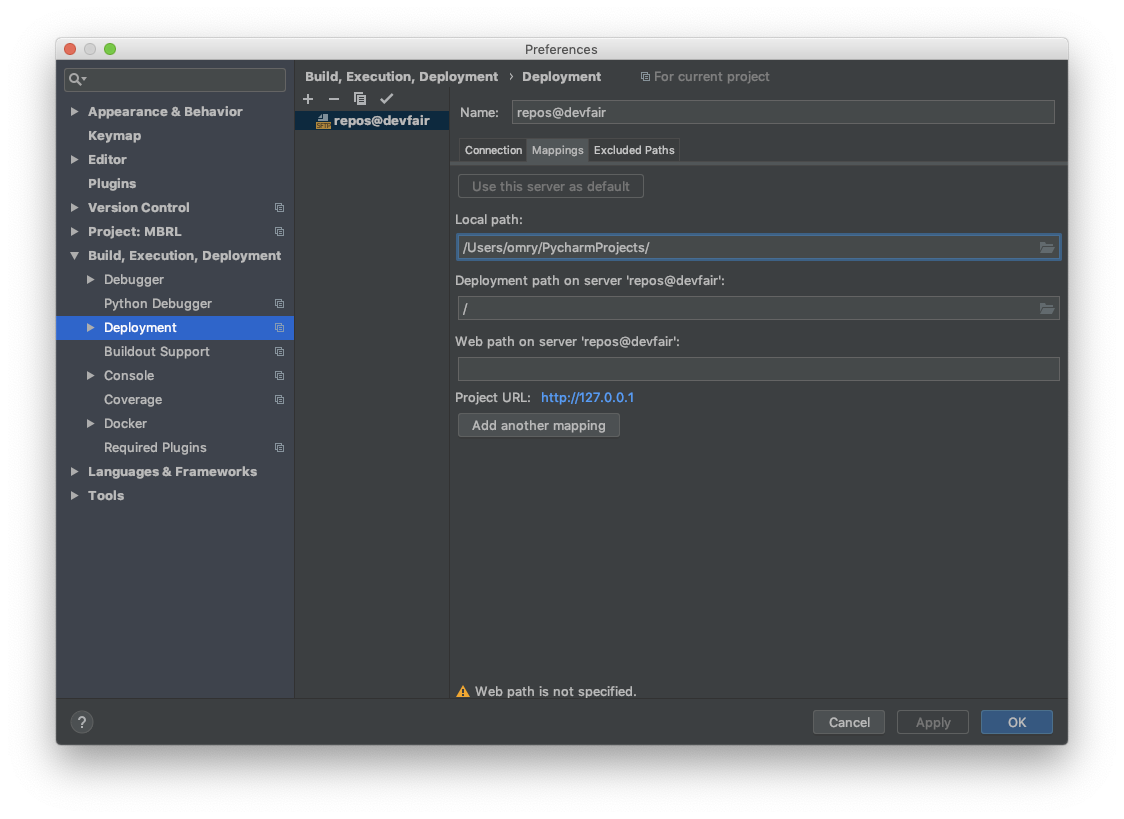 Preferences
Build, Execution, Deployment › Deployment For current project
Appearance & Behavior
Keymap
Editor
Plugins
Version Control
Project: MBRL
Build, Execution, Deployment
Debugger
Python Debugger
Deployment
Buildout Support
Console
Coverage
Docker
Required Plugins
Languages & Frameworks
Tools
SFTP repos@devfair
Name: repos@devfair
Connection Mappings Excluded Paths
Use this server as default
Local path:
/Users/omry/PycharmProjects/
Deployment path on server 'repos@devfair':
/
Web path on server 'repos@devfair':
Project URL: http://127.0.0.1
Add another mapping
Web path is not specified.
? Cancel Apply OK